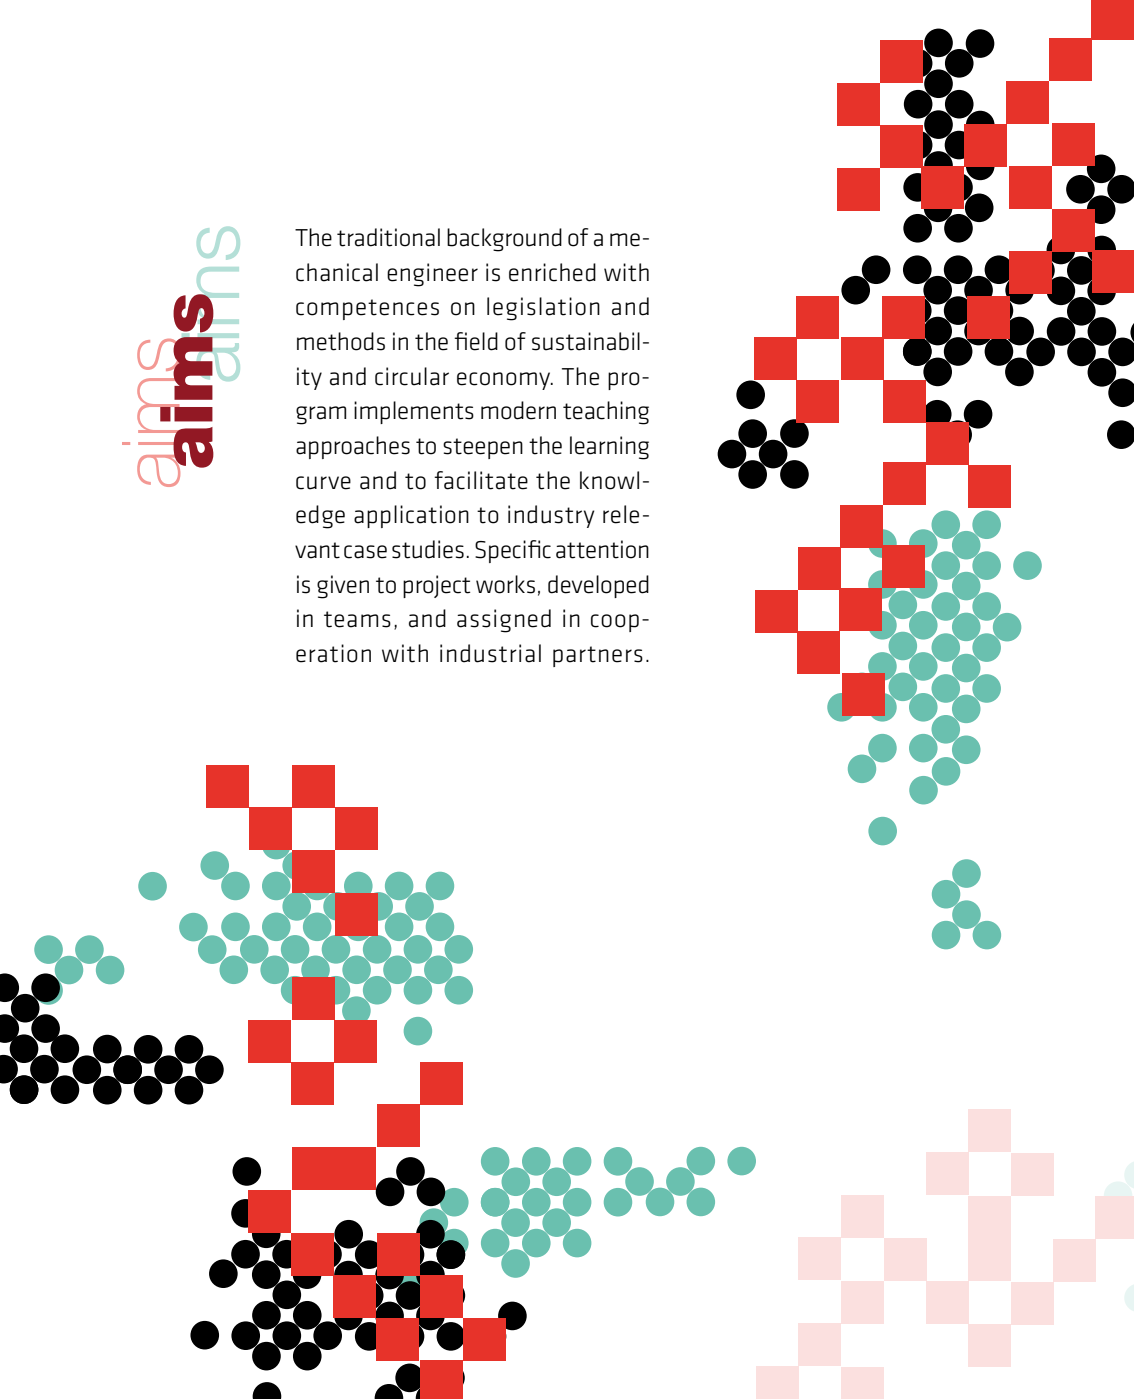 aims
aims
aims
The traditional background of a me-
chanical engineer is enriched with
competences on legislation and
methods in the field of sustainabil-
ity and circular economy. The pro-
gram implements modern teaching
approaches to steepen the learning
curve and to facilitate the knowl-
edge application to industry rele-
vant case studies. Specific attention
is given to project works, developed
in teams, and assigned in coop-
eration with industrial partners.